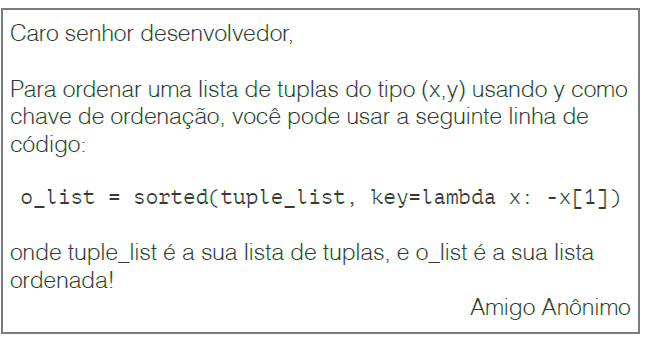 Caro senhor desenvolvedor,
Para ordenar uma lista de tuplas do tipo (x,y) usando y como
chave de ordenação, você pode usar a seguinte linha de
código:
o_list = sorted(tuple_list, key=lambda x: -x[1])
onde tuple_list é a sua lista de tuplas, e o_list é a sua lista
ordenada!
Amigo Anônimo